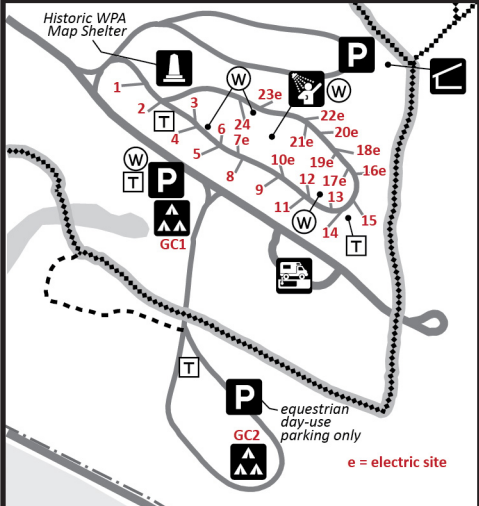 Historic WPA
Map Shelter
P
1
W
W
23e
2
3
T
24
22e
4
6
7e
21e
20e
5
18e
W
10e
19e
16e
T
P
8
12
17e
9
13
11
15
GC1
W
14
T
T
P
equestrian
day-use
parking only
GC2
e = electric site